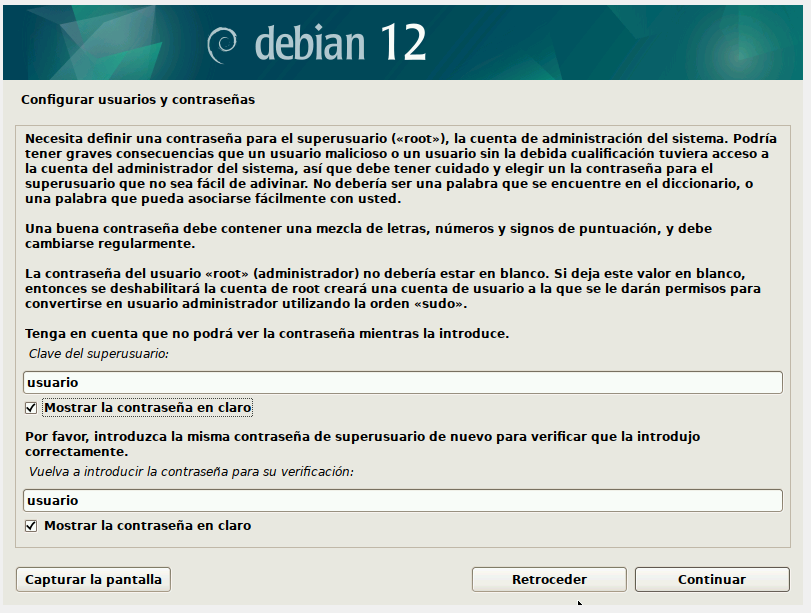 debian 12
Configurar usuarios y contraseñas
Necesita definir una contraseña para el superusuario («root»), la cuenta de administración del sistema. Podría
tener graves consecuencias que un usuario malicioso o un usuario sin la debida cualificación tuviera acceso a
la cuenta del administrador del sistema, así que debe tener cuidado y elegir un la contraseña para el
superusuario que no sea fácil de adivinar. No debería ser una palabra que se encuentre en el diccionario, o
una palabra que pueda asociarse fácilmente con usted.
Una buena contraseña debe contener una mezcla de letras, números y signos de puntuación, y debe
cambiarse regularmente.
La contraseña del usuario «root» (administrador) no debería estar en blanco. Si deja este valor en blanco,
entonces se deshabilitará la cuenta de root creará una cuenta de usuario a la que se le darán permisos para
convertirse en usuario administrador utilizando la orden «sudo».
Tenga en cuenta que no podrá ver la contraseña mientras la introduce.
Clave del superusuario:
usuario
Mostrar la contraseña en claro
Por favor, introduzca la misma contraseña de superusuario de nuevo para verificar que la introdujo
correctamente.
Vuelva a introducir la contraseña para su verificación:
usuario
Mostrar la contraseña en claro
Capturar la pantalla
Retroceder
Continuar